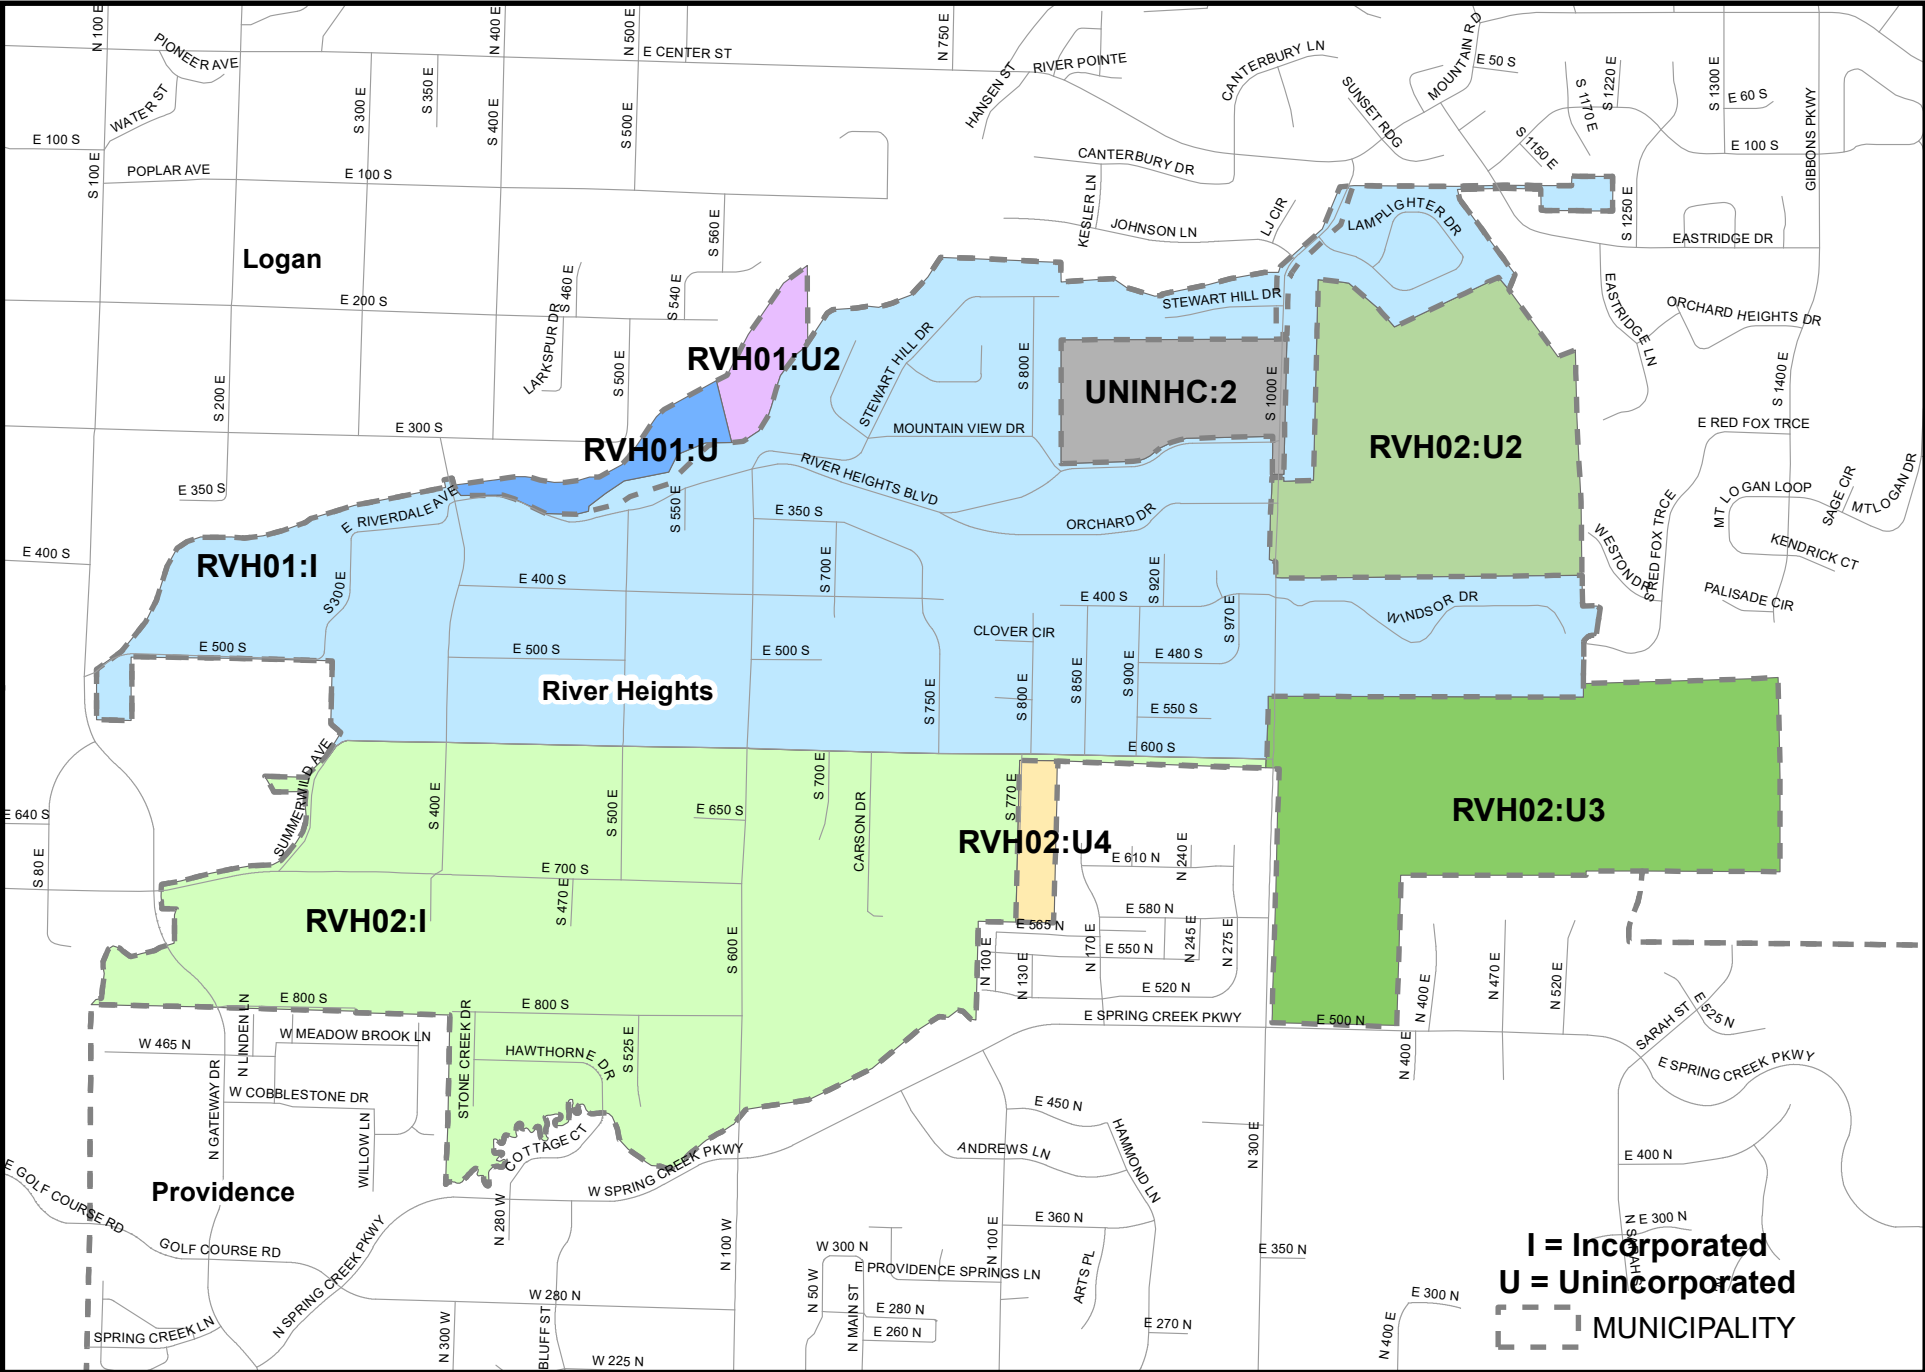 N 100 E
N 400 E
N 500 E
E CENTER ST
N 750 E
PIONEER AVE
HANSEN ST
RIVER POINTE
CANTERBURY LN
MOUNTAIN RD
E 50 S
S 1170 E
S 1220 E
S 1300 E
E 60 S
GIBBONS PKWY
WATER ST
S 300 E
S 350 E
S 400 E
S 500 E
SUNSET RDG
S 1150 E
E 100 S
E 100 S
S 100 E
POPLAR AVE
E 100 S
CANTERBURY DR
KESLER LN
JOHNSON LN
LJ CIR
LAMPLIGHTER DR
S 1250 E
EASTRIDGE DR
S 560 E
Logan
S 460 E
S 540 E
E 200 S
STEWART HILL DR
EASTRIDGE LN
ORCHARD HEIGHTS DR
LARKSPUR DR
S 500 E
RVH01:U2
STEWART HILL DR
S 800 E
UNINHC:2
S 1000 E
S 1400 E
S 200 E
E 300 S
RVH01:U
MOUNTAIN VIEW DR
RVH02:U2
E RED FOX TRCE
RIVER HEIGHTS BLVD
E 350 S
E RIVERDALE AVE
S 550 E
E 350 S
ORCHARD DR
MT LOGAN LOOP
SAGE CIR
MT LOGAN DR
E 400 S
RVH01:I
S 300 E
E 400 S
S 700 E
E 400 S
S 920 E
S 970 E
WINDSOR DR
WESTON DR
S RED FOX TRCE
KENDRICK CT
PALISADE CIR
E 500 S
E 500 S
E 500 S
CLOVER CIR
E 480 S
River Heights
S 750 E
S 800 E
S 850 E
S 900 E
E 550 S
E 600 S
SUMMERWILD AVE
S 400 E
S 500 E
E 650 S
S 700 E
CARSON DR
S 770 E
RVH02:U4
RVH02:U3
E 640 S
S 80 E
E 700 S
S 470 E
E 610 N
N 240 E
RVH02:I
S 600 E
E 580 N
E 565 N
E 550 N
N 100 E
N 130 E
N 170 E
N 245 E
N 275 E
E 520 N
N 400 E
N 470 E
N 520 E
E 800 S
E 800 S
E SPRING CREEK PKWY
E 500 N
SARAH ST
E 525 N
W 465 N
N LINDEN LN
W MEADOW BROOK LN
STONE CREEK DR
HAWTHORNE DR
S 525 E
N 400 E
E SPRING CREEK PKWY
N GATEWAY DR
W COBBLESTONE DR
WILLOW LN
COTTAGE CT
W SPRING CREEK PKWY
E 450 N
ANDREWS LN
HAMMOND LN
N 300 E
E 400 N
Providence
E GOLF COURSE RD
GOLF COURSE RD
N SPRING CREEK PKWY
N 280 W
N 100 W
E 360 N
N 100 E
ARTS PL
E 350 N
E 300 N
I = Incorporated
U = Unincorporated
MUNICIPALITY
W 300 N
E PROVIDENCE SPRINGS LN
W 280 N
N 50 W
N MAIN ST
E 280 N
E 260 N
E 270 N
N 400 E
E 300 N
SPRING CREEK LN
N 300 W
BLUFF ST
W 225 N